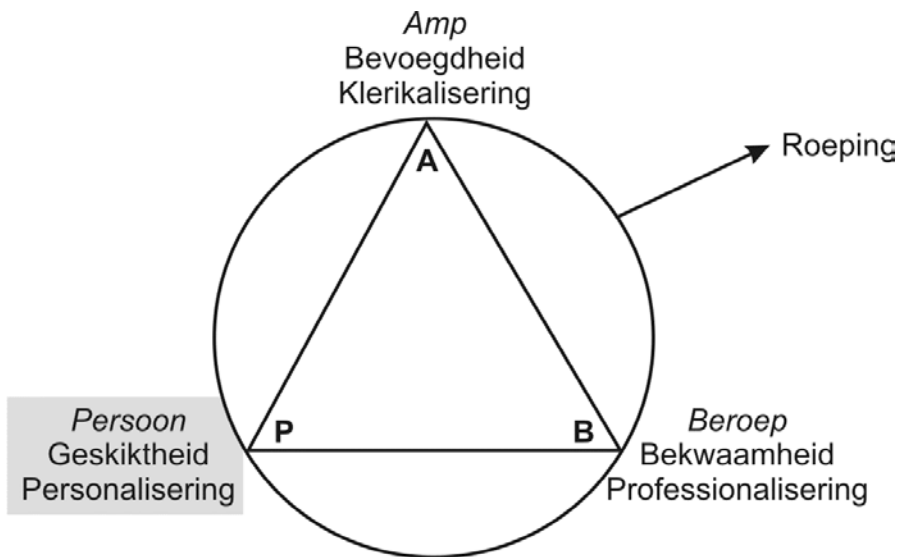 Amp
Bevoegdheid
Klerikalisering
Roeping
A
P
B
Persoon
Geskiktheid
Personalisering
Beroep
Bekwaamheid
Professionalisering